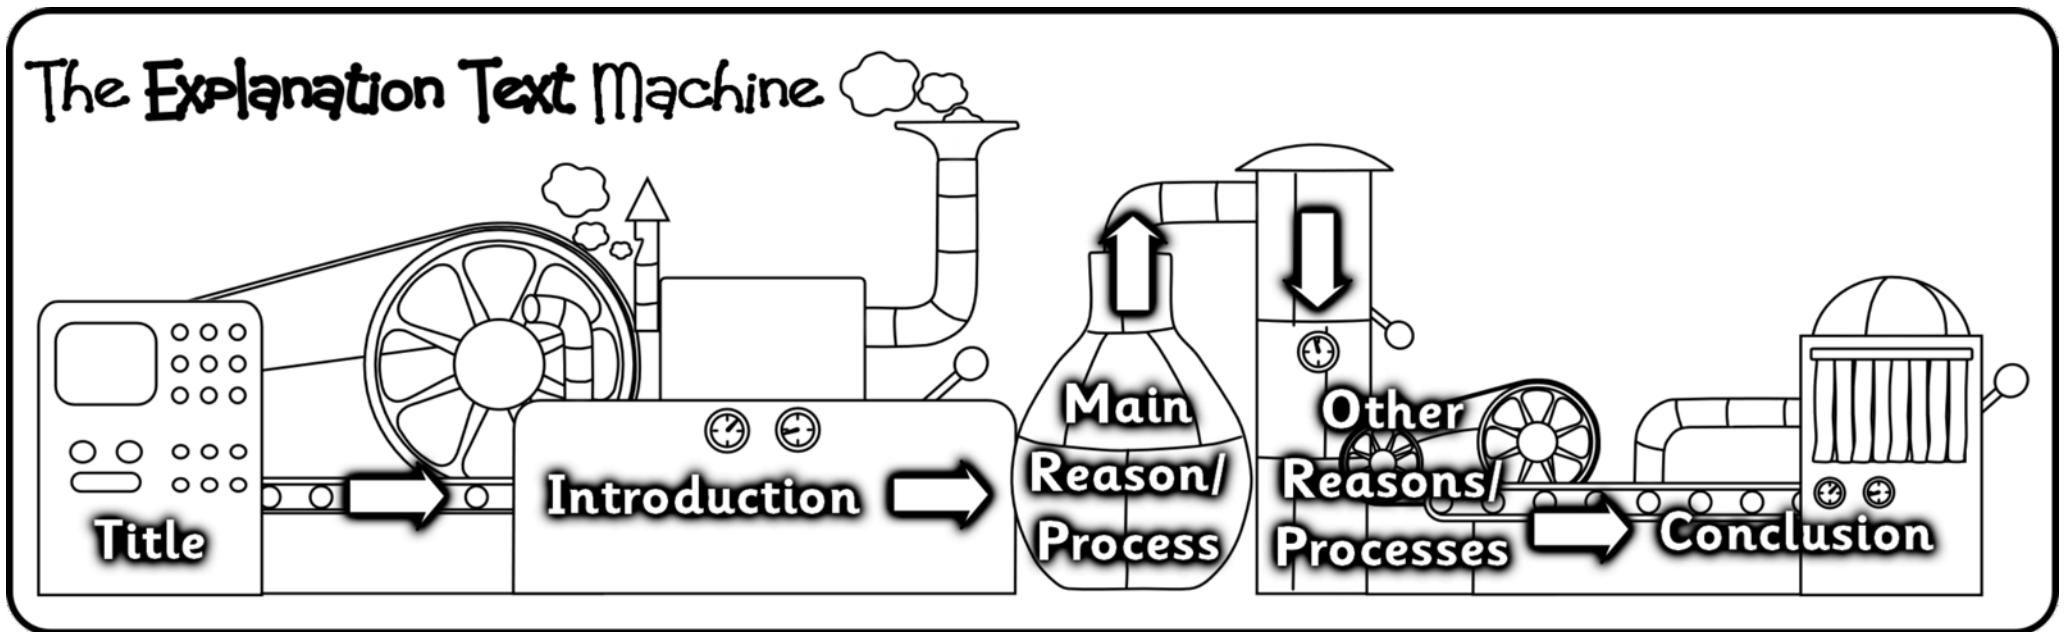 The Explanation Text Machine
Title
Introduction
Main
Reason/
Process
Other
Reasons/
Processes
Conclusion